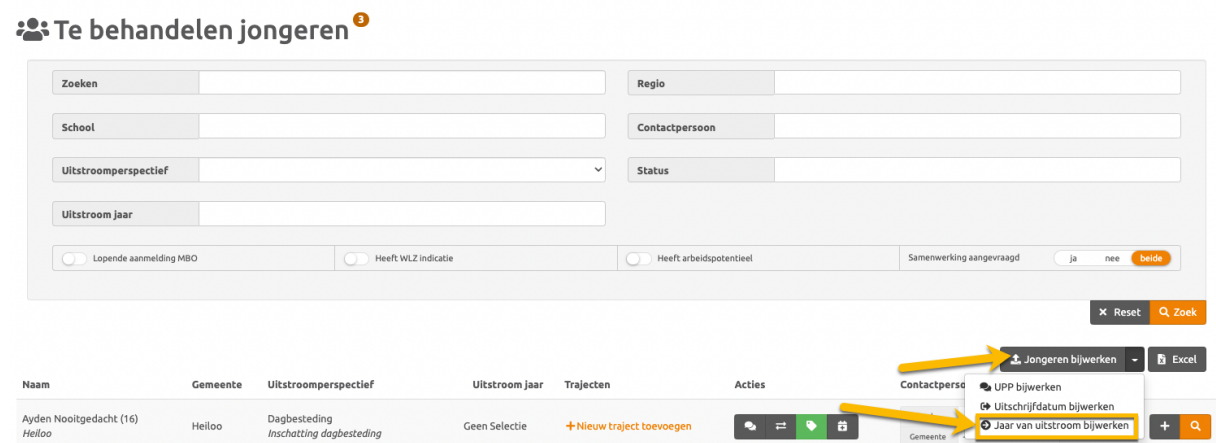 Te behandelen jongeren 3
Zoeken
Regio
School
Contactpersoon
Uitstroomperspectief
Status
Uitstroom jaar
Lopende aanmelding MBO
Heeft WLZ indicatie
Heeft arbeidspotentieel
Samenwerking aangevraagd
ja nee beide
Reset Zoek
Jongeren bijwerken Excel
UPP bijwerken
Uitschrijfdatum bijwerken
Jaar van uitstroom bijwerken
Naam Gemeente Uitstroomperspectief Uitstroom jaar Trajecten Acties Contactperso
Ayden Nooitgedacht (16)
Heiloo
Heiloo
Dagbesteding
Inschatting dagbesteding
Geen Selectie
+Nieuw traject toevoegen
Gemeente